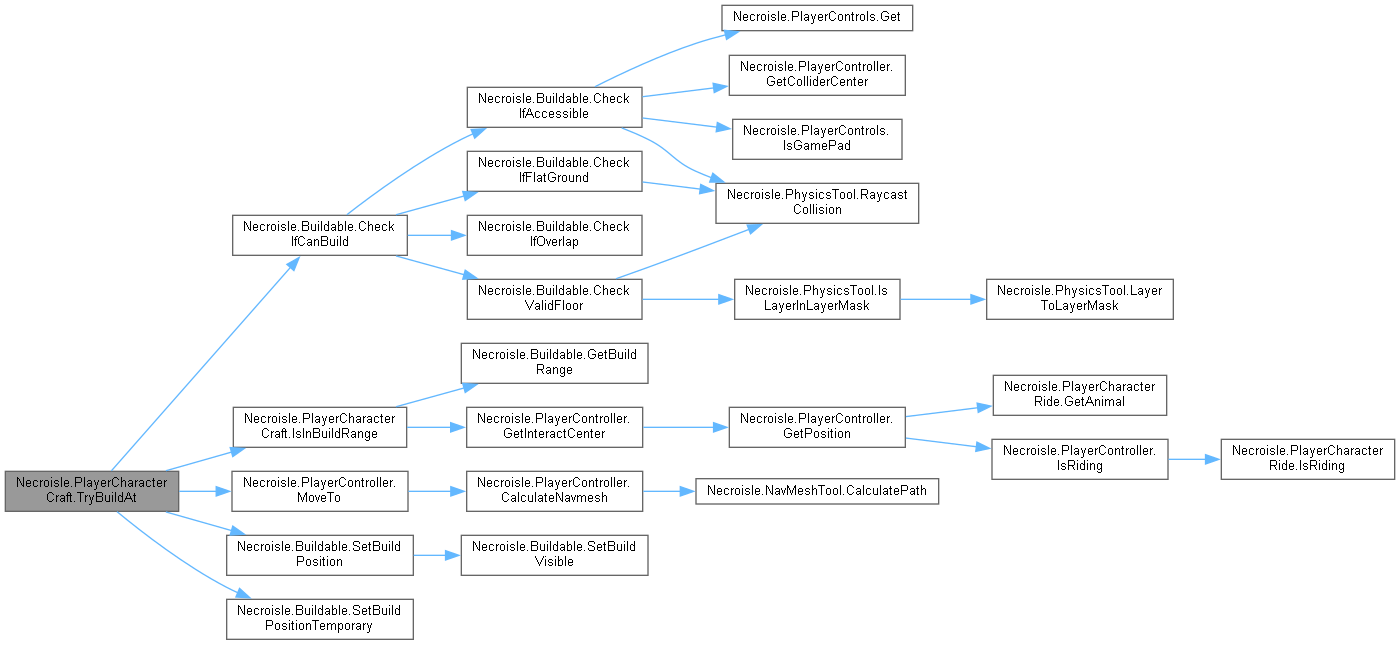 Necroisle.PlayerControls.Get
Necroisle.PlayerController.
GetColliderCenter
Necroisle.Buildable.Check
IfAccessible
Necroisle.PlayerControls.
IsGamePad
Necroisle.Buildable.Check
IfFlatGround
Necroisle.PhysicsTool.Raycast
Collision
Necroisle.Buildable.Check
IfCanBuild
Necroisle.Buildable.Check
IfOverlap
Necroisle.Buildable.Check
ValidFloor
Necroisle.PhysicsTool.Is
LayerInLayerMask
Necroisle.PhysicsTool.Layer
ToLayerMask
Necroisle.Buildable.GetBuild
Range
Necroisle.PlayerCharacter
Ride.GetAnimal
Necroisle.PlayerCharacter
Craft.IsInBuildRange
Necroisle.PlayerController.
GetInteractCenter
Necroisle.PlayerController.
GetPosition
Necroisle.PlayerController.
IsRiding
Necroisle.PlayerCharacter
Ride.IsRiding
Necroisle.PlayerCharacter
Craft.TryBuildAt
Necroisle.PlayerController.
MoveTo
Necroisle.PlayerController.
CalculateNavmesh
Necroisle.NavMeshTool.CalculatePath
Necroisle.Buildable.SetBuild
Position
Necroisle.Buildable.SetBuild
Visible
Necroisle.Buildable.SetBuild
PositionTemporary